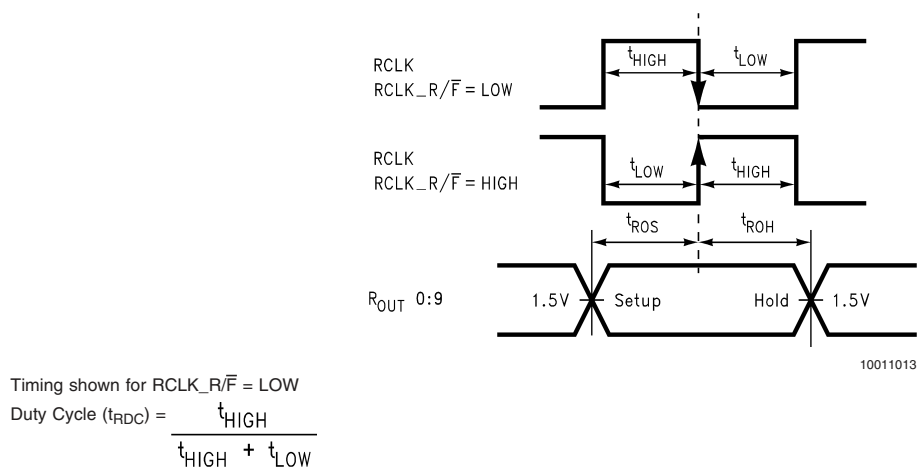 RCLK
RCLK_R/F̅ = LOW
tHIGH
tLOW
RCLK
RCLK_R/F̅ = HIGH
tLOW
tHIGH
tROS
tROH
ROUT 0:9
1.5V
Setup
Hold
1.5V
10011013
Timing shown for RCLK_R/F̅ = LOW
Duty Cycle (tRDC) =
tHIGH
tHIGH + tLOW